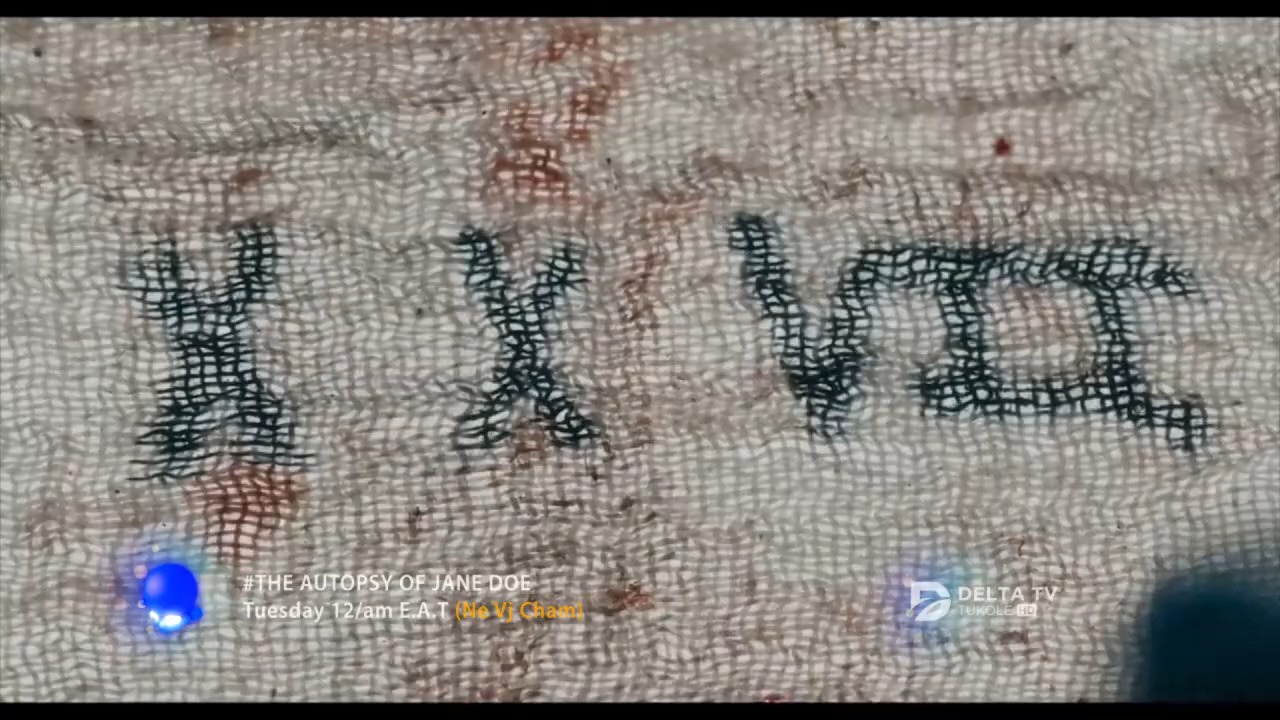 X X VII
#THE AUTOPSY OF JANE DOE
Tuesday 12/am E.A.T (Ne Vj Cham)
DELTA TV
TUKOLE HD